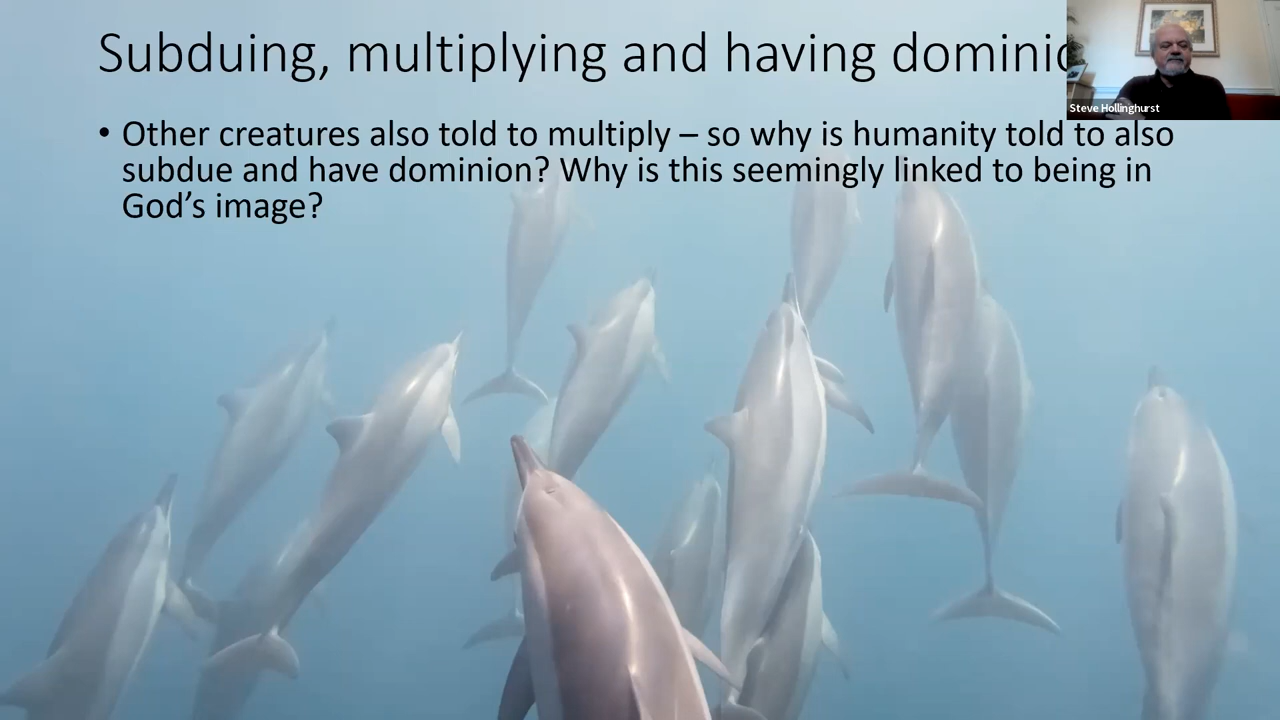 Subduing, multiplying and having dominic
Steve Hollinghurst
• Other creatures also told to multiply – so why is humanity told to also
subdue and have dominion? Why is this seemingly linked to being in
God's image?